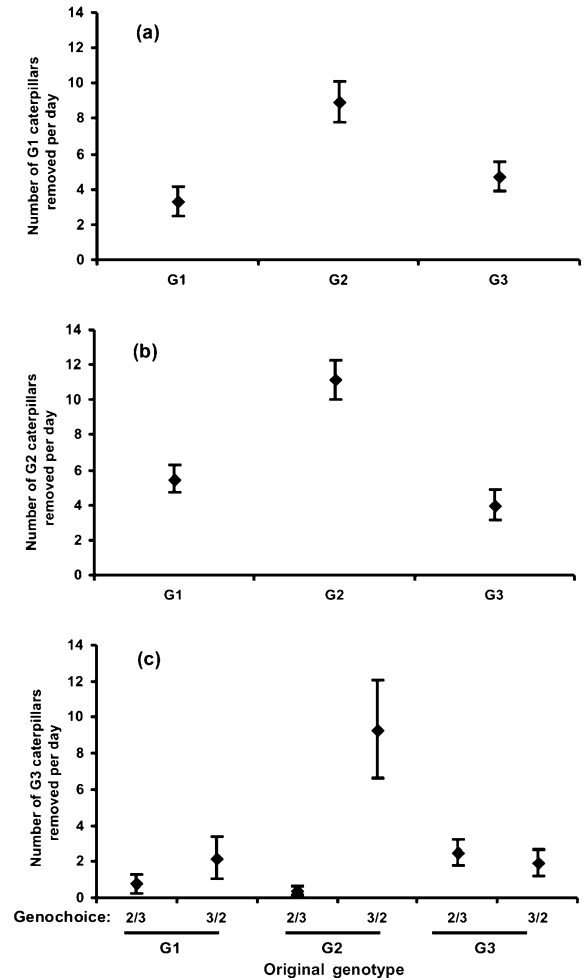 (a)
Number of G1 caterpillars
removed per day
14
12
10
8
6
4
2
0
G1 G2 G3
(b)
Number of G2 caterpillars
removed per day
14
12
10
8
6
4
2
0
G1 G2 G3
(c)
Number of G3 caterpillars
removed per day
14
12
10
8
6
4
2
0
Genochoice: 2/3 3/2 2/3 3/2 2/3 3/2
G1 G2 G3
Original genotype